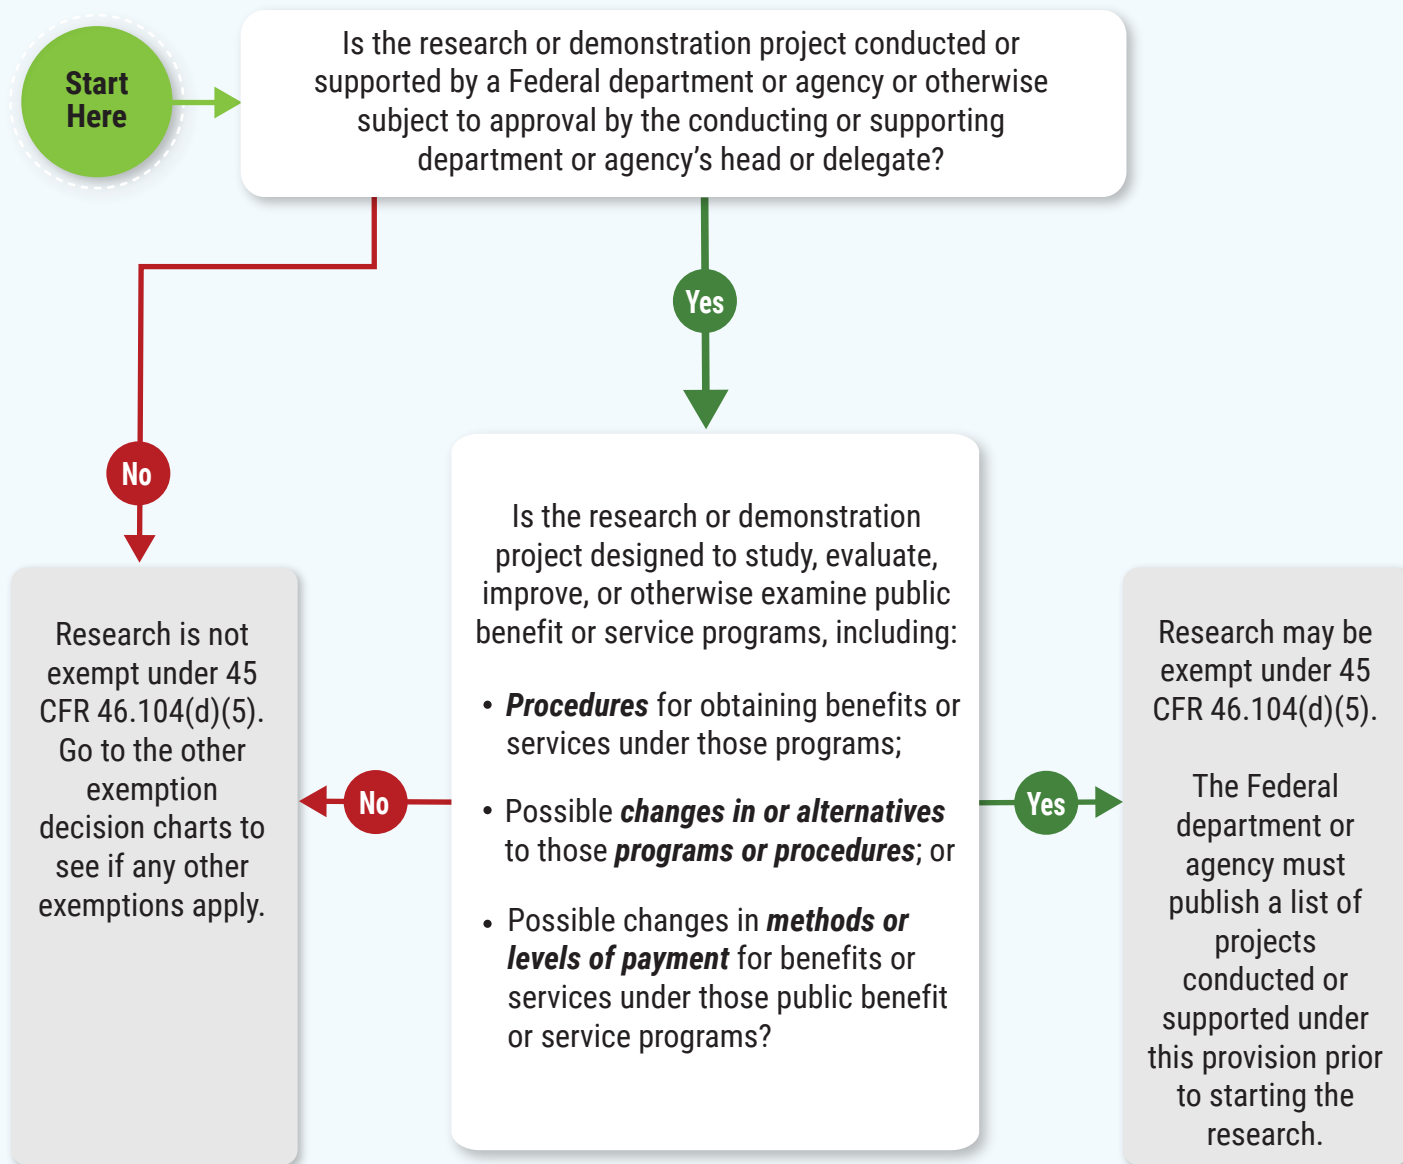 Start
Here
Is the research or demonstration project conducted or
supported by a Federal department or agency or otherwise
subject to approval by the conducting or supporting
department or agency’s head or delegate?
Yes
No
Research is not
exempt under 45
CFR 46.104(d)(5).
Go to the other
exemption
decision charts to
see if any other
exemptions apply.
No
Is the research or demonstration
project designed to study, evaluate,
improve, or otherwise examine public
benefit or service programs, including:
• Procedures for obtaining benefits or
services under those programs;
• Possible changes in or alternatives
to those programs or procedures; or
• Possible changes in methods or
levels of payment for benefits or
services under those public benefit
or service programs?
Yes
Research may be
exempt under 45
CFR 46.104(d)(5).
The Federal
department or
agency must
publish a list of
projects
conducted or
supported under
this provision prior
to starting the
research.